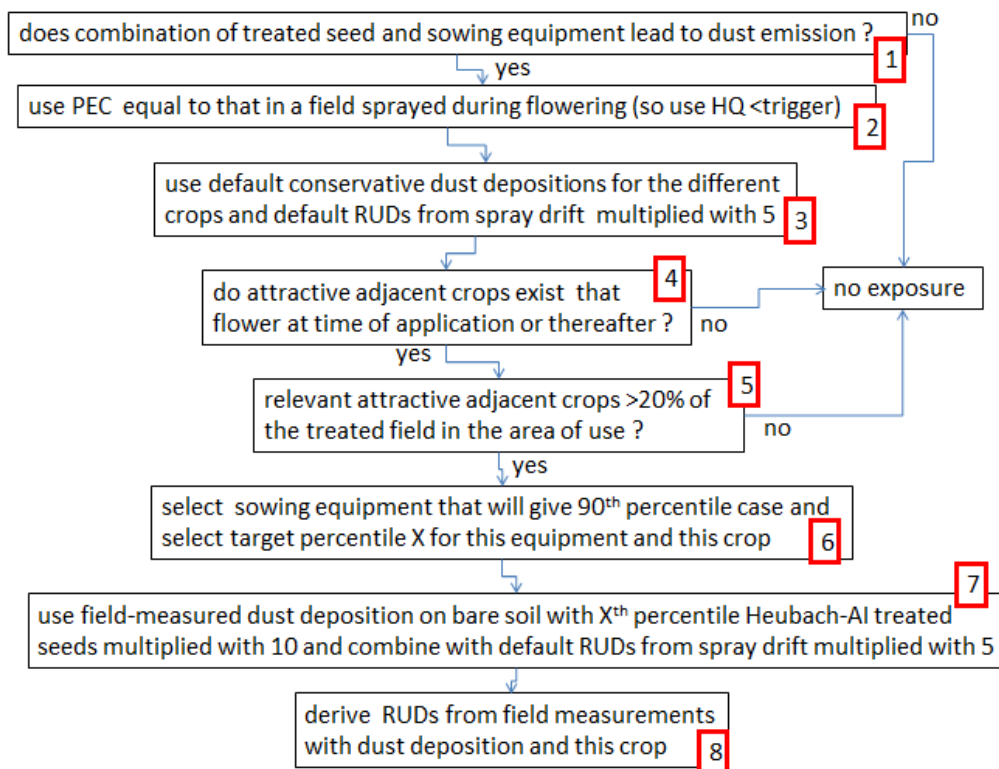 no
does combination of treated seed and sowing equipment lead to dust emission ?
1
yes
use PEC equal to that in a field sprayed during flowering (so use HQ <trigger)
2
use default conservative dust depositions for the different
crops and default RUDs from spray drift multiplied with 5
3
4
do attractive adjacent crops exist that
flower at time of application or thereafter ?
no
no exposure
yes
5
relevant attractive adjacent crops >20% of
the treated field in the area of use ?
no
yes
select sowing equipment that will give 90th percentile case and
select target percentile X for this equipment and this crop
6
7
use field-measured dust deposition on bare soil with Xth percentile Heubach-AI treated
seeds multiplied with 10 and combine with default RUDs from spray drift multiplied with 5
derive RUDs from field measurements
with dust deposition and this crop
8